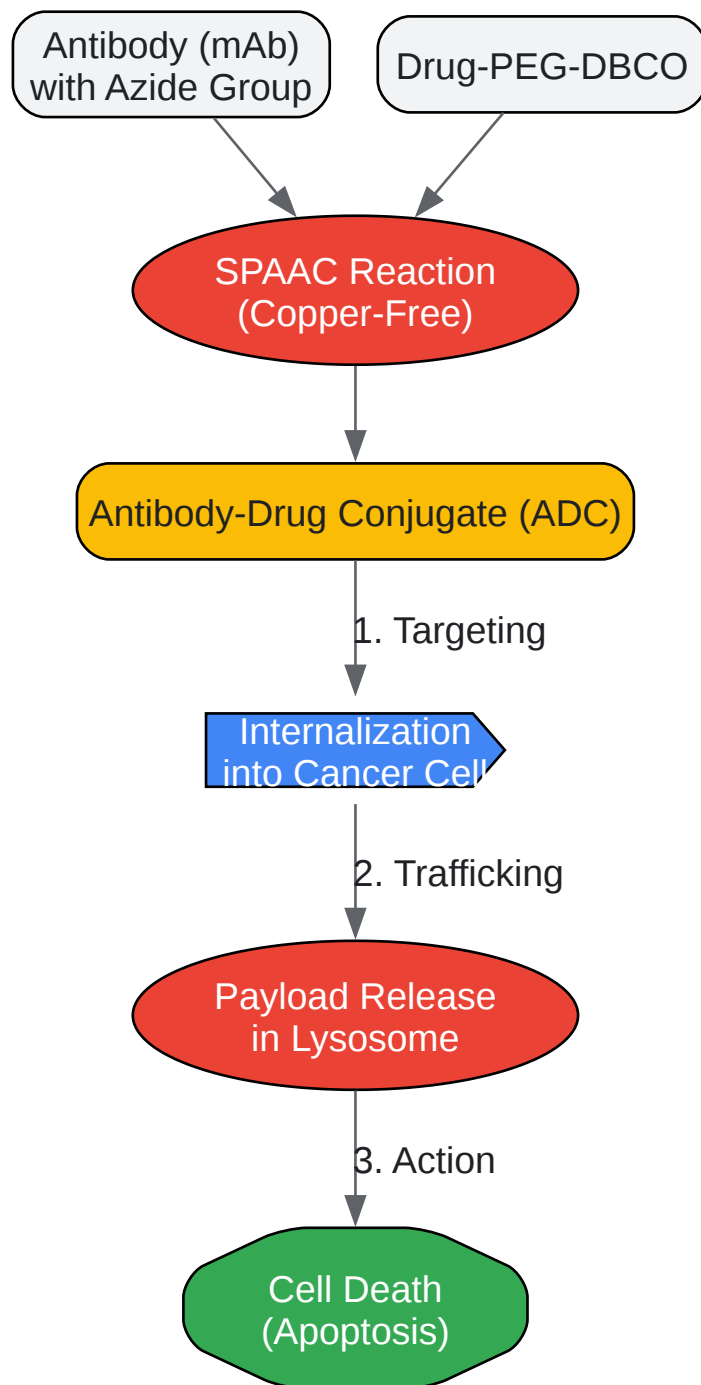 Antibody (mAb)
with Azide Group
Drug-PEG-DBCO
SPAAC Reaction
(Copper-Free)
Antibody-Drug Conjugate (ADC)
1. Targeting
Internalization
into Cancer Cell
2. Trafficking
Payload Release
in Lysosome
3. Action
Cell Death
(Apoptosis)